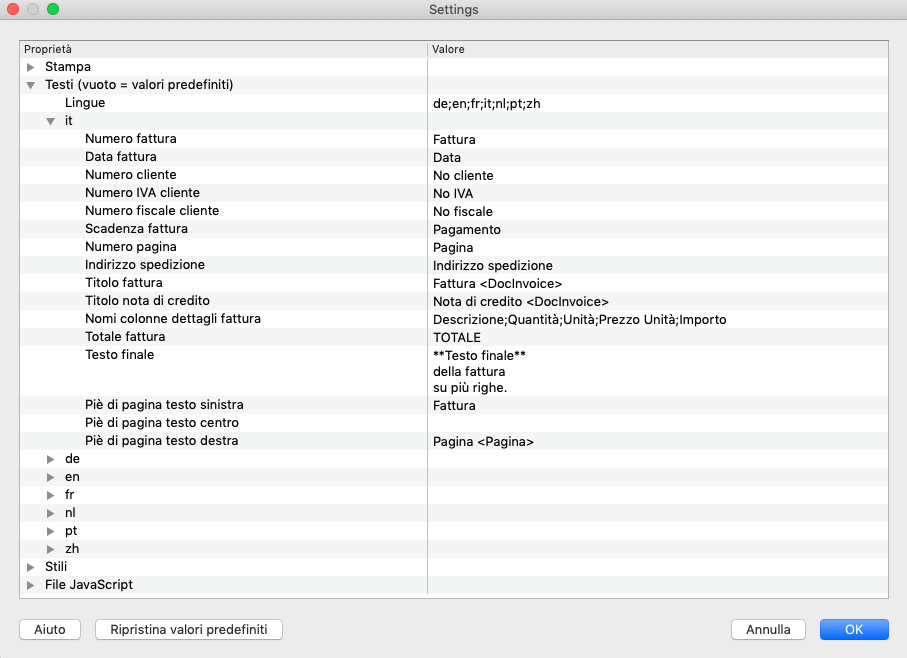 Settings
Proprietà Valore
Stampa
Testi (vuoto = valori predefiniti)
Lingue de;en;fr;it;nl;pt;zh
it
Numero fattura Fattura
Data fattura Data
Numero cliente No cliente
Numero IVA cliente No IVA
Numero fiscale cliente No fiscale
Scadenza fattura Pagamento
Numero pagina Pagina
Indirizzo spedizione Indirizzo spedizione
Titolo fattura Fattura <DocInvoice>
Titolo nota di credito Nota di credito <DocInvoice>
Nomi colonne dettagli fattura Descrizione;Quantità;Unità;Prezzo Unità;Importo
Totale fattura TOTALE
Testo finale **Testo finale**
della fattura
su più righe.
Piè di pagina testo sinistra Fattura
Piè di pagina testo centro
Piè di pagina testo destra Pagina <Pagina>
de
en
fr
nl
pt
zh
Stili
File JavaScript
Aiuto Ripristina valori predefiniti Annulla OK